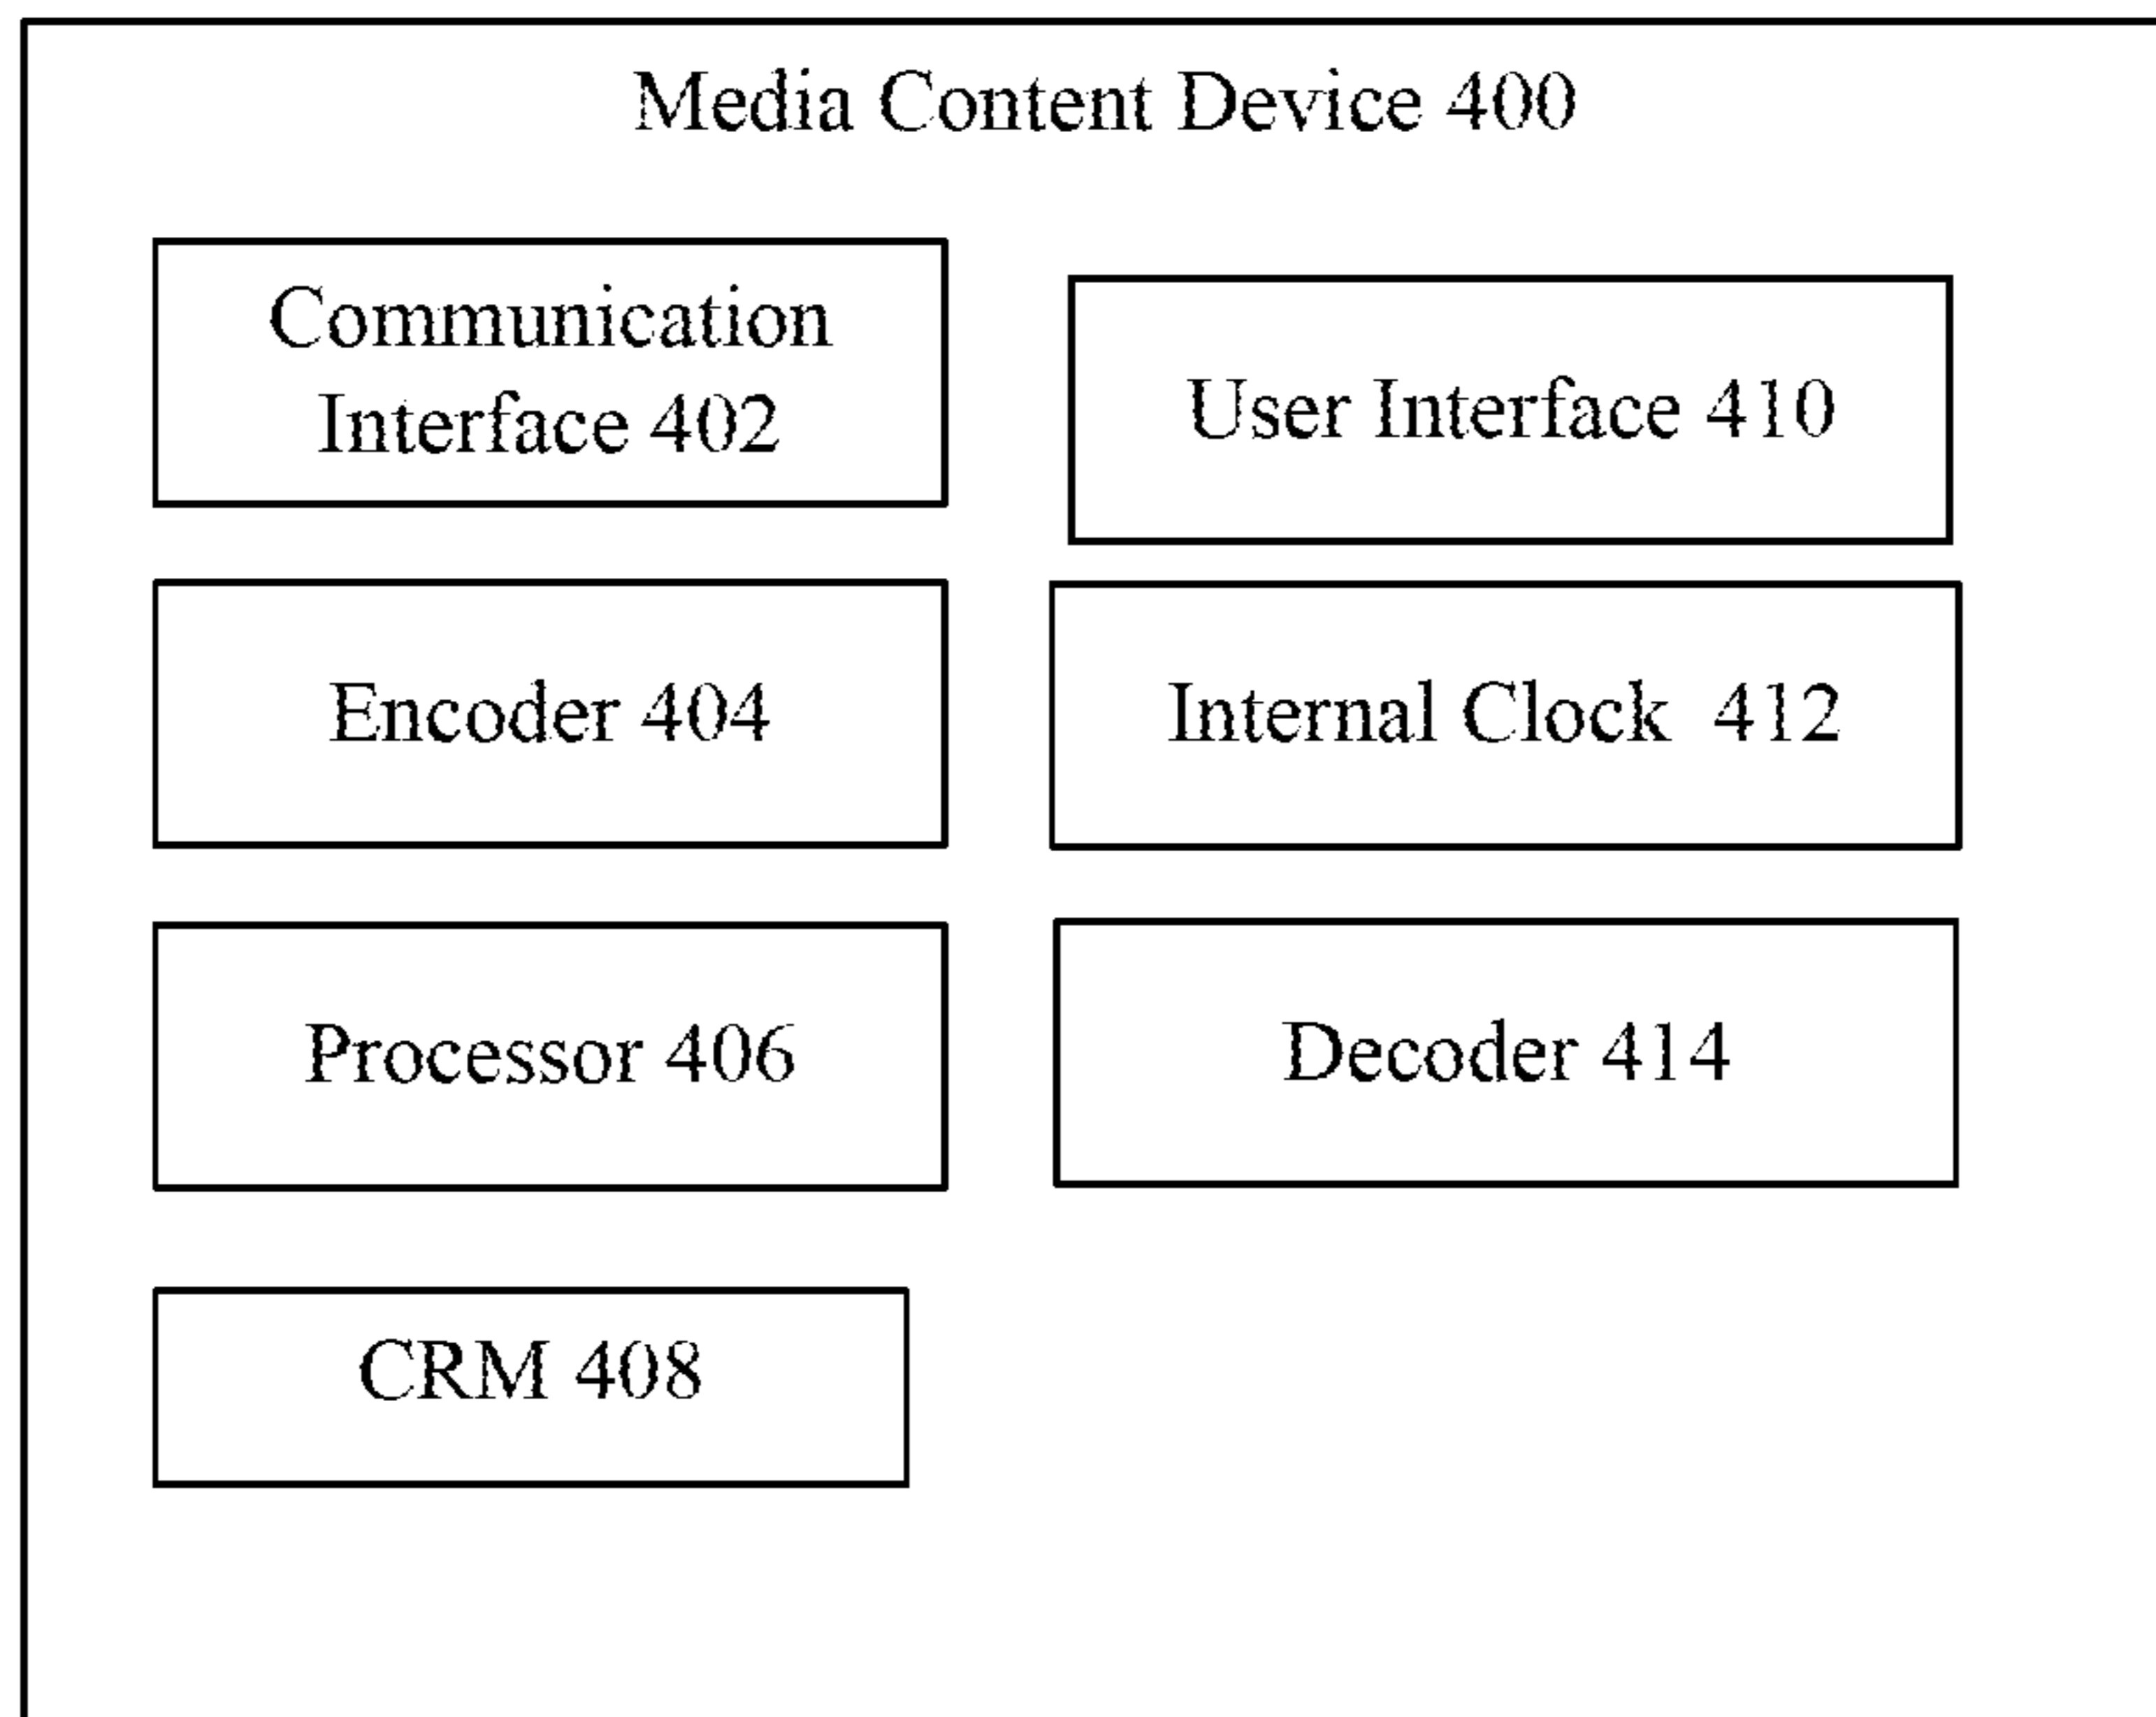 Media Content Device 400
Communication
Interface 402
User Interface 410
Encoder 404
Internal Clock 412
Processor 406
Decoder 414
CRM 408